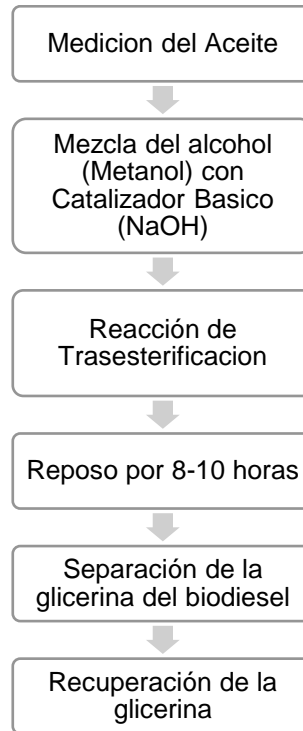 Medicion del Aceite
Mezcla del alcohol
(Metanol) con
Catalizador Basico
(NaOH)
Reacción de
Trasesterificacion
Reposo por 8-10 horas
Separación de la
glicerina del biodiesel
Recuperación de la
glicerina